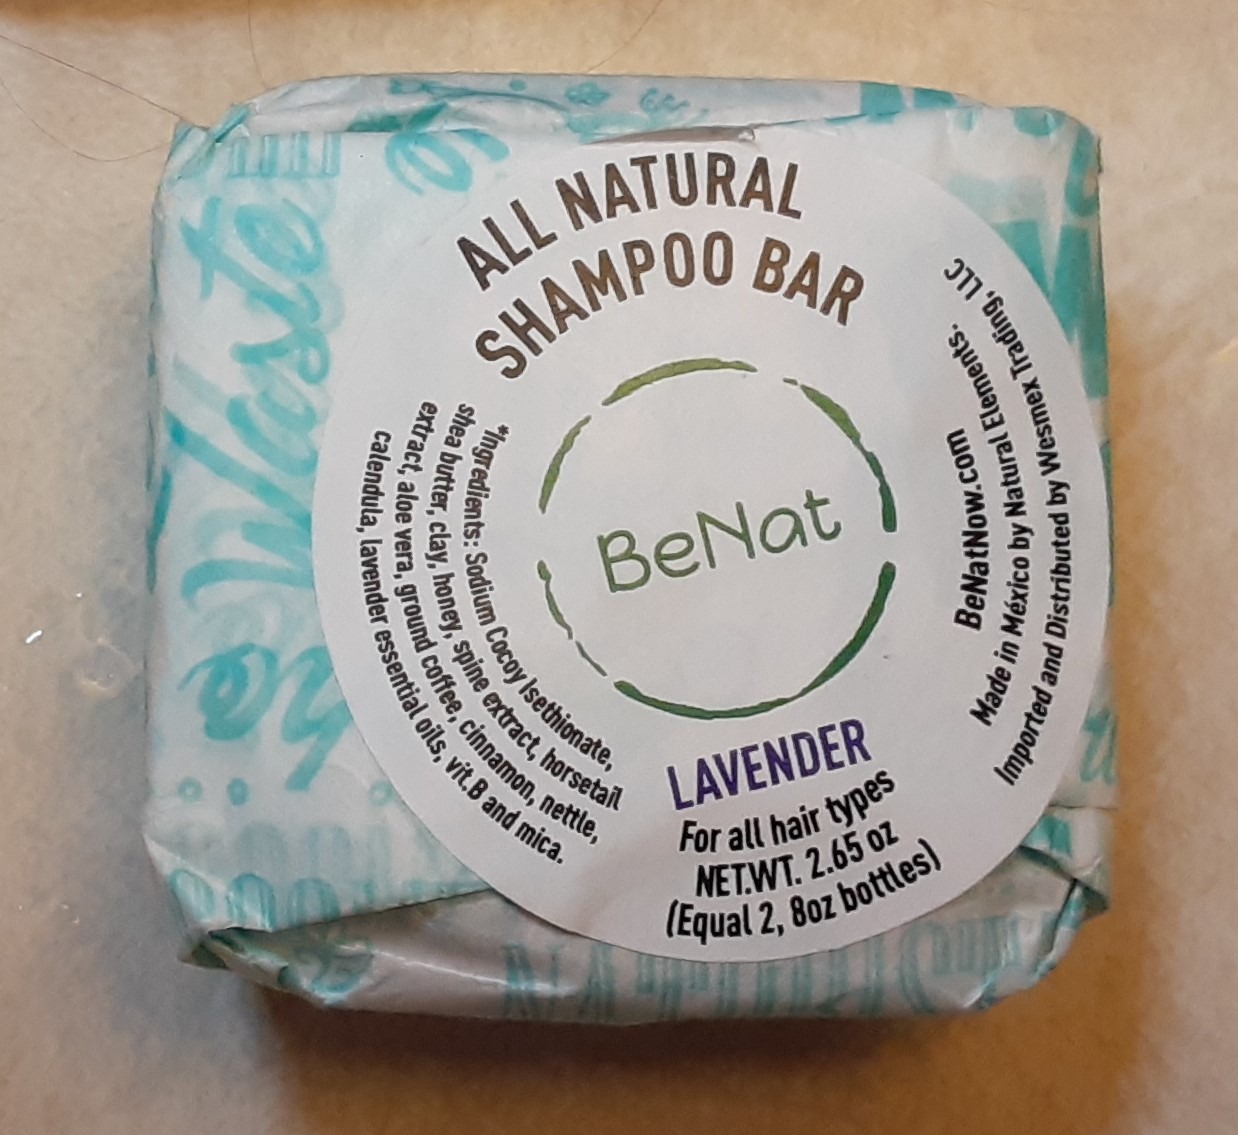 ALL NATURAL
SHAMPOO BAR
BeNat
*Ingredients: Sodium Cocoy Isethionate,
shea butter, clay, honey, spine extract, horsetail
extract, aloe vera, ground coffee, cinnamon, nettle,
calendula, lavender essential oils, vit.B and mica.
LAVENDER
For all hair types
NET.WT. 2.65 oz
(Equal 2, 8oz bottles)
BeNatNow.com
Made in México by Natural Elements.
Imported and Distributed by Wesmex Trading, LLC
Waste